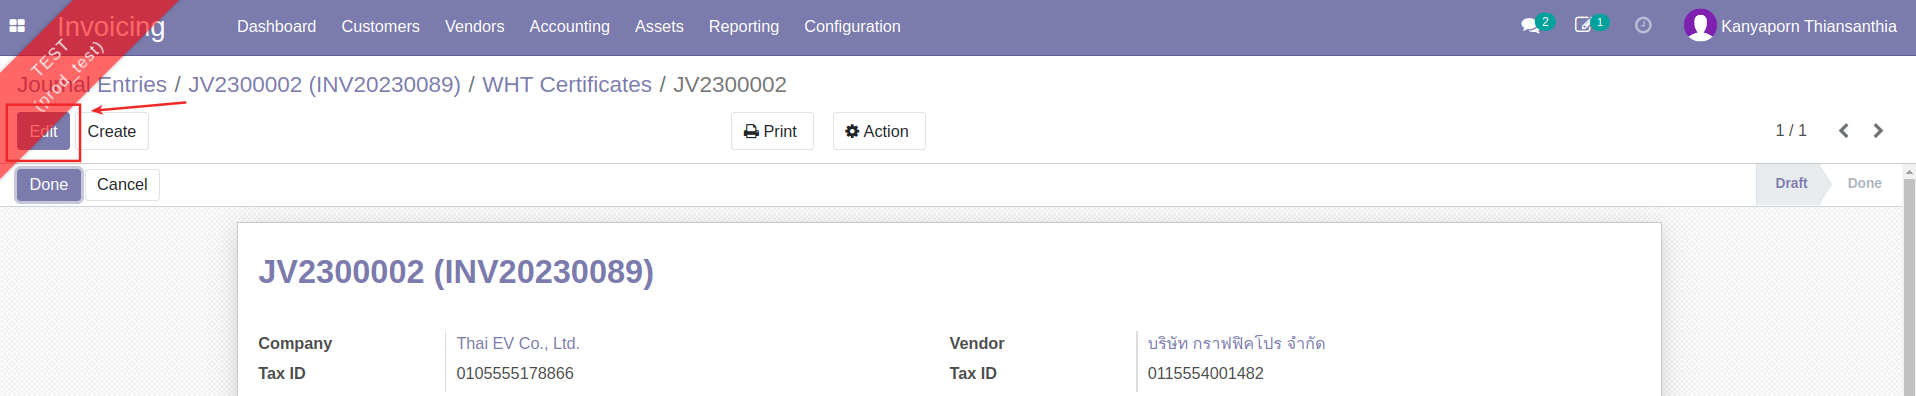 Invoicing Dashboard Customers Vendors Accounting Assets Reporting Configuration 2 1 Kanyaporn Thiansanthia
TEST
(prod_test)
Journal Entries / JV2300002 (INV20230089) / WHT Certificates / JV2300002
Edit Create Print Action 1 / 1
Done Cancel Draft Done
JV2300002 (INV20230089)
Company Thai EV Co., Ltd. Vendor บริษัท กราฟฟิคโปร จำกัด
Tax ID 0105555178866 Tax ID 0115554001482